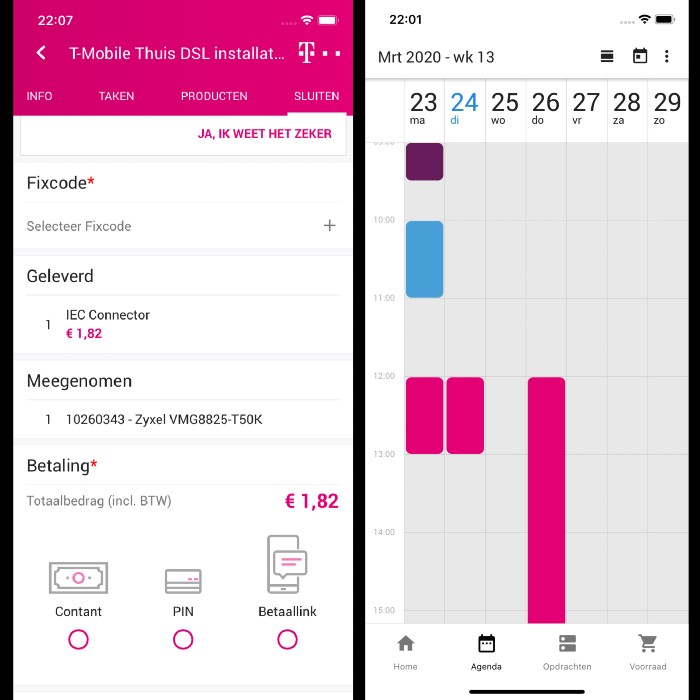 22:07
T-Mobile Thuis DSL installat...
T
INFO TAKEN PRODUCTEN SLUITEN
JA, IK WEET HET ZEKER
Fixcode*
Selecteer Fixcode +
Geleverd
1 IEC Connector
€ 1,82
Meegenomen
1 10260343 - Zyxel VMG8825-T50K
Betaling*
Totaalbedrag (incl. BTW) € 1,82
Contant PIN Betaallink
22:01
Mrt 2020 - wk 13
23 24 25 26 27 28 29
ma di wo do vr za zo
09:00
10:00
11:00
12:00
13:00
14:00
15:00
Home Agenda Opdrachten Voorraad